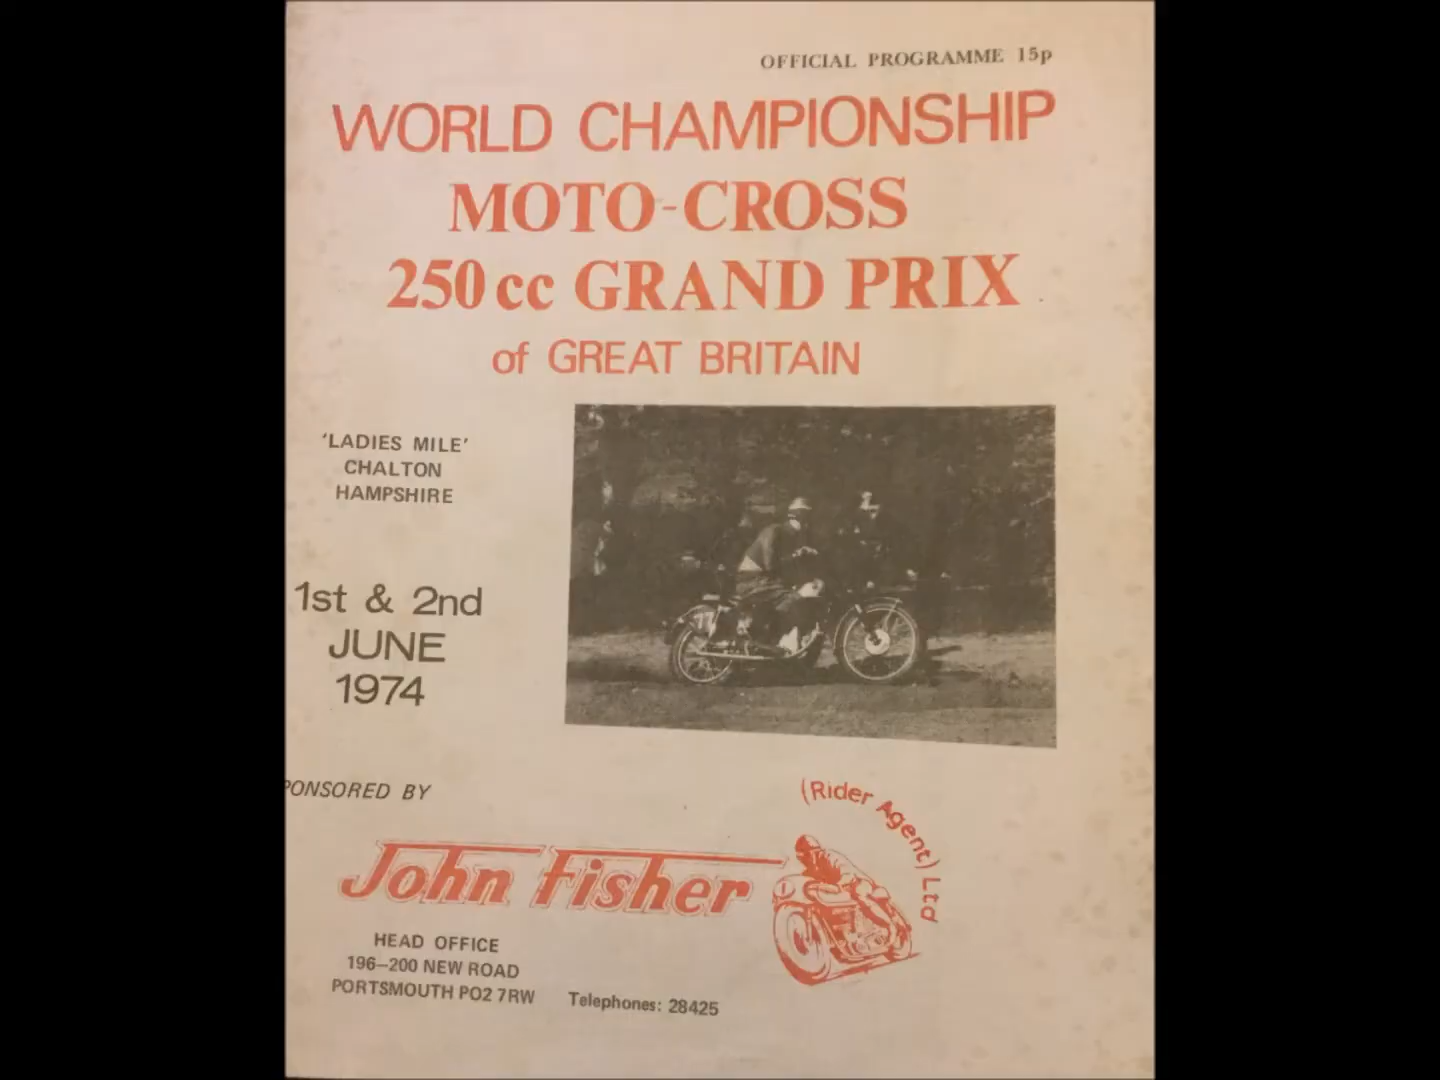 OFFICIAL PROGRAMME 15p
WORLD CHAMPIONSHIP
MOTO-CROSS
250cc GRAND PRIX
of GREAT BRITAIN
'LADIES MILE'
CHALTON
HAMPSHIRE
1st & 2nd
JUNE
1974
PONSORED BY
John Fisher
(Rider Agent) Ltd
1
HEAD OFFICE
196–200 NEW ROAD
PORTSMOUTH PO2 7RW
Telephones: 28425